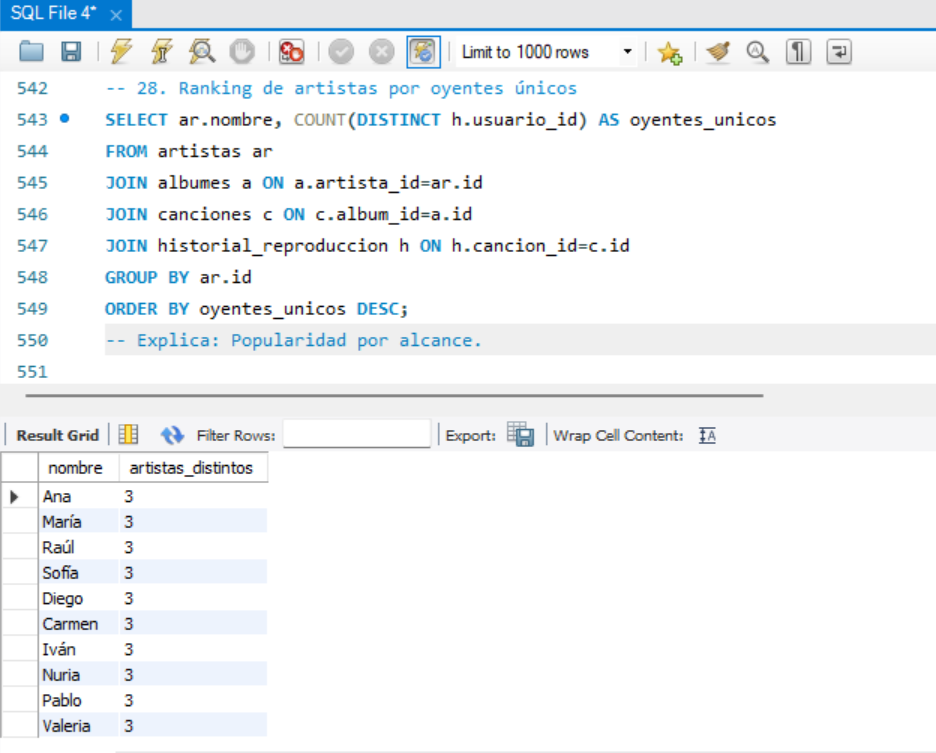 SQL File 4* ×
Limit to 1000 rows
542 -- 28. Ranking de artistas por oyentes únicos
543 SELECT ar.nombre, COUNT(DISTINCT h.usuario_id) AS oyentes_unicos
544 FROM artistas ar
545 JOIN albumes a ON a.artista_id=ar.id
546 JOIN canciones c ON c.album_id=a.id
547 JOIN historial_reproduccion h ON h.cancion_id=c.id
548 GROUP BY ar.id
549 ORDER BY oyentes_unicos DESC;
550 -- Explica: Popularidad por alcance.
551
Result Grid Filter Rows: Export: Wrap Cell Content:
nombre artistas_distintos
Ana 3
María 3
Raúl 3
Sofía 3
Diego 3
Carmen 3
Iván 3
Nuria 3
Pablo 3
Valeria 3